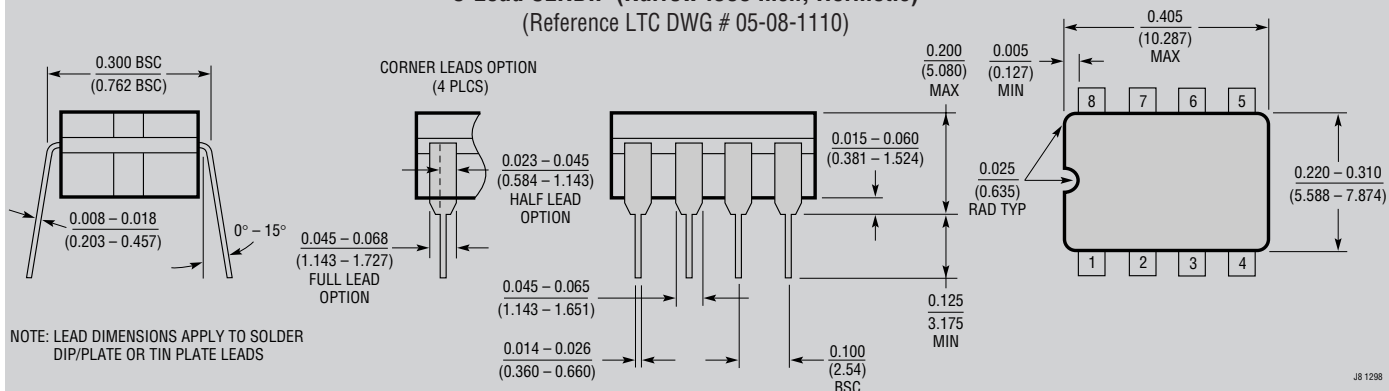 (Reference LTC DWG # 05-08-1110)
0.300 BSC
(0.762 BSC)
0.008 – 0.018
(0.203 – 0.457)
0° – 15°
CORNER LEADS OPTION
(4 PLCS)
0.023 – 0.045
(0.584 – 1.143)
HALF LEAD
OPTION
0.045 – 0.068
(1.143 – 1.727)
FULL LEAD
OPTION
0.200
(5.080)
MAX
0.015 – 0.060
(0.381 – 1.524)
0.045 – 0.065
(1.143 – 1.651)
0.014 – 0.026
(0.360 – 0.660)
0.100
(2.54)
BSC
0.125
3.175
MIN
0.005
(0.127)
MIN
0.405
(10.287)
MAX
8 7 6 5
0.025
(0.635)
RAD TYP
0.220 – 0.310
(5.588 – 7.874)
1 2 3 4
NOTE: LEAD DIMENSIONS APPLY TO SOLDER
DIP/PLATE OR TIN PLATE LEADS
J8 1298